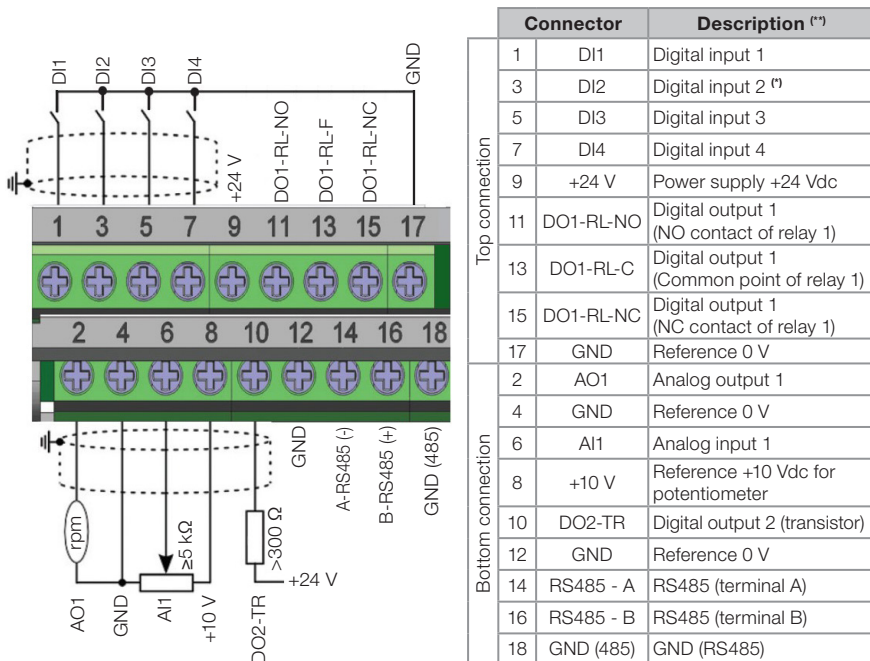 DI1
DI2
DI3
DI4
GND
+24 V
DO1-RL-NO
DO1-RL-F
DO1-RL-NC
1 3 5 7 9 11 13 15 17
2 4 6 8 10 12 14 16 18
GND
A-RS485 (-)
B-RS485 (+)
GND (485)
rpm
≥5 kΩ
>300 Ω
+24 V
AO1
GND
AI1
+10 V
DO2-TR
Connector Description (**)
Top connection
1 DI1 Digital input 1
3 DI2 Digital input 2 (*)
5 DI3 Digital input 3
7 DI4 Digital input 4
9 +24 V Power supply +24 Vdc
11 DO1-RL-NO Digital output 1
(NO contact of relay 1)
13 DO1-RL-C Digital output 1
(Common point of relay 1)
15 DO1-RL-NC Digital output 1
(NC contact of relay 1)
17 GND Reference 0 V
Bottom connection
2 AO1 Analog output 1
4 GND Reference 0 V
6 AI1 Analog input 1
8 +10 V Reference +10 Vdc for
potentiometer
10 DO2-TR Digital output 2 (transistor)
12 GND Reference 0 V
14 RS485 - A RS485 (terminal A)
16 RS485 - B RS485 (terminal B)
18 GND (485) GND (RS485)